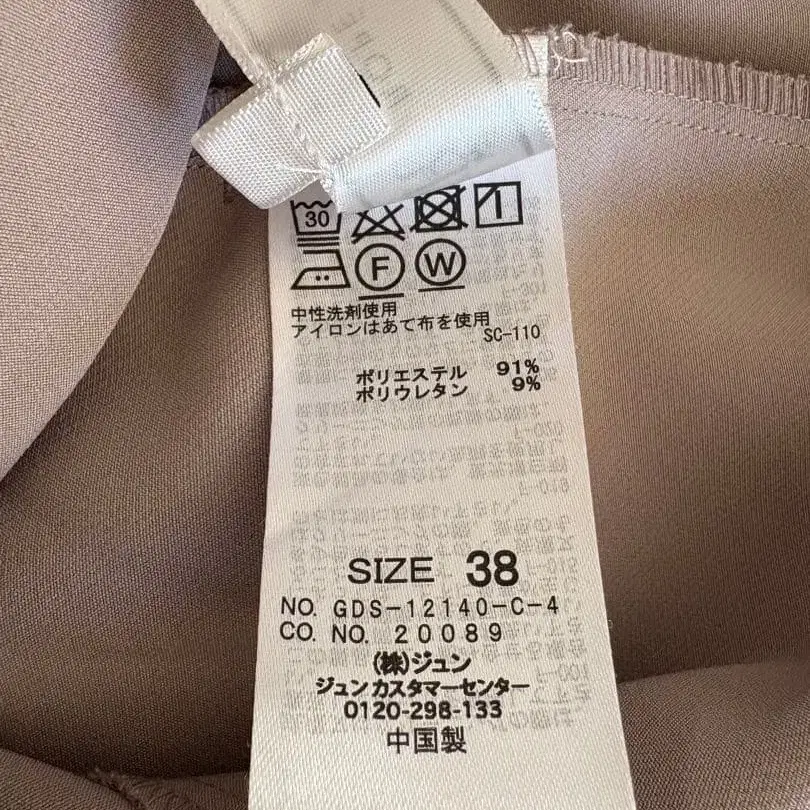 30
F W
中性洗剤使用
アイロンはあて布を使用
SC-110
ポリエステル 91%
ポリウレタン 9%
SIZE 38
NO. GDS-12140-C-4
CO. NO. 20089
(株)ジュン
ジュンカスタマーセンター
0120-298-133
中国製